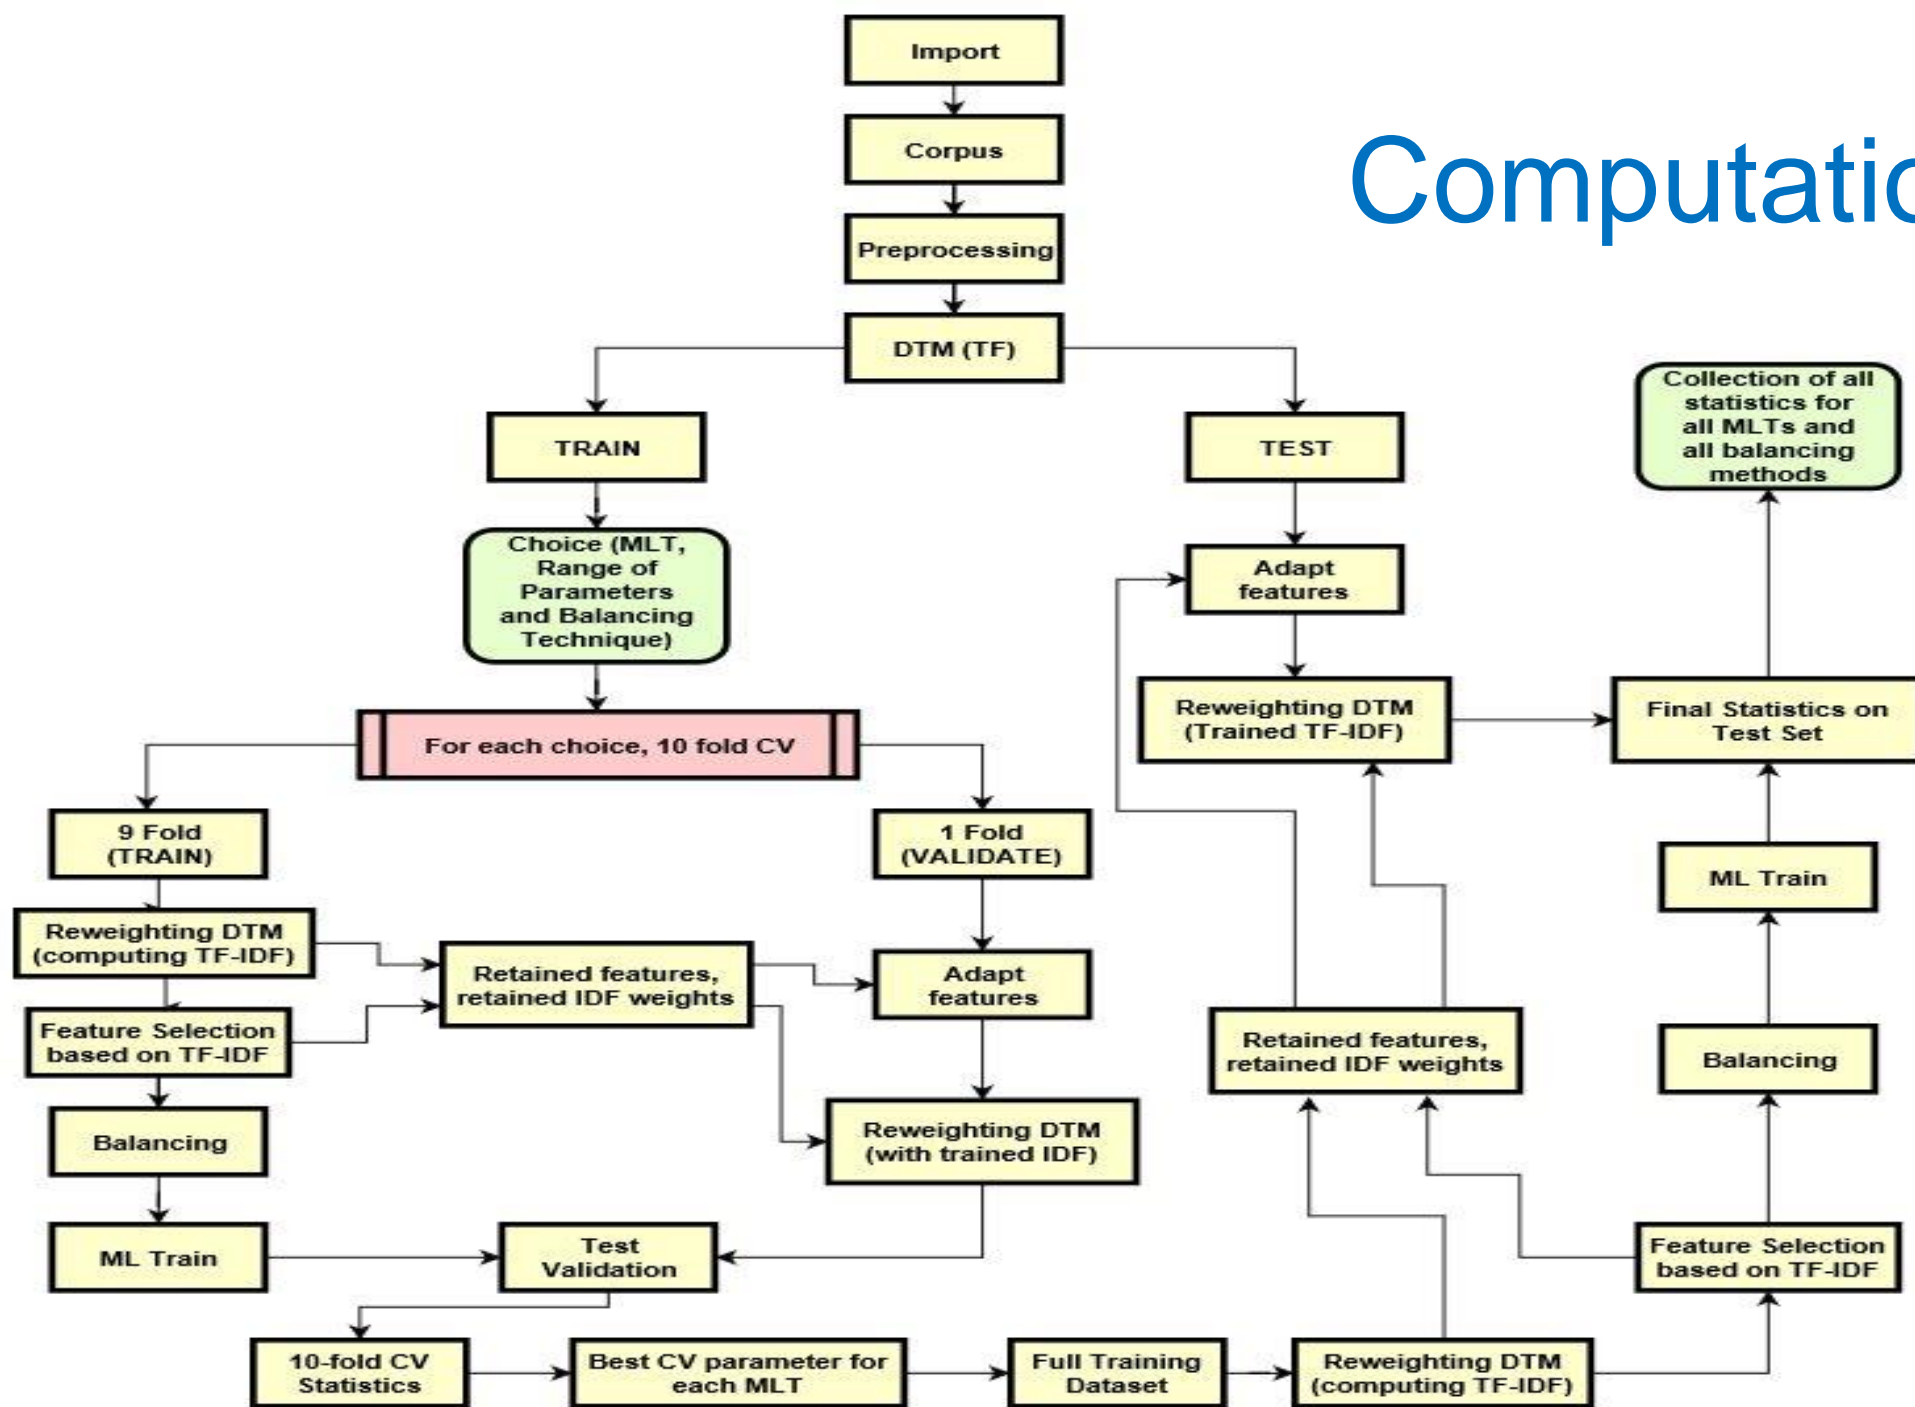 Import
Computatio
Corpus
Preprocessing
DTM (TF)
TRAIN
TEST
Collection of all
statistics for
all MLTs and
all balancing
methods
Choice (MLT,
Range of
Parameters
and Balancing
Technique)
Adapt
features
For each choice, 10 fold CV
Reweighting DTM
(Trained TF-IDF)
Final Statistics on
Test Set
9 Fold
(TRAIN)
1 Fold
(VALIDATE)
ML Train
Reweighting DTM
(computing TF-IDF)
Retained features,
retained IDF weights
Adapt
features
Feature Selection
based on TF-IDF
Retained features,
retained IDF weights
Balancing
Balancing
Reweighting DTM
(with trained IDF)
ML Train
Test
Validation
Feature Selection
based on TF-IDF
10-fold CV
Statistics
Best CV parameter for
each MLT
Full Training
Dataset
Reweighting DTM
(computing TF-IDF)